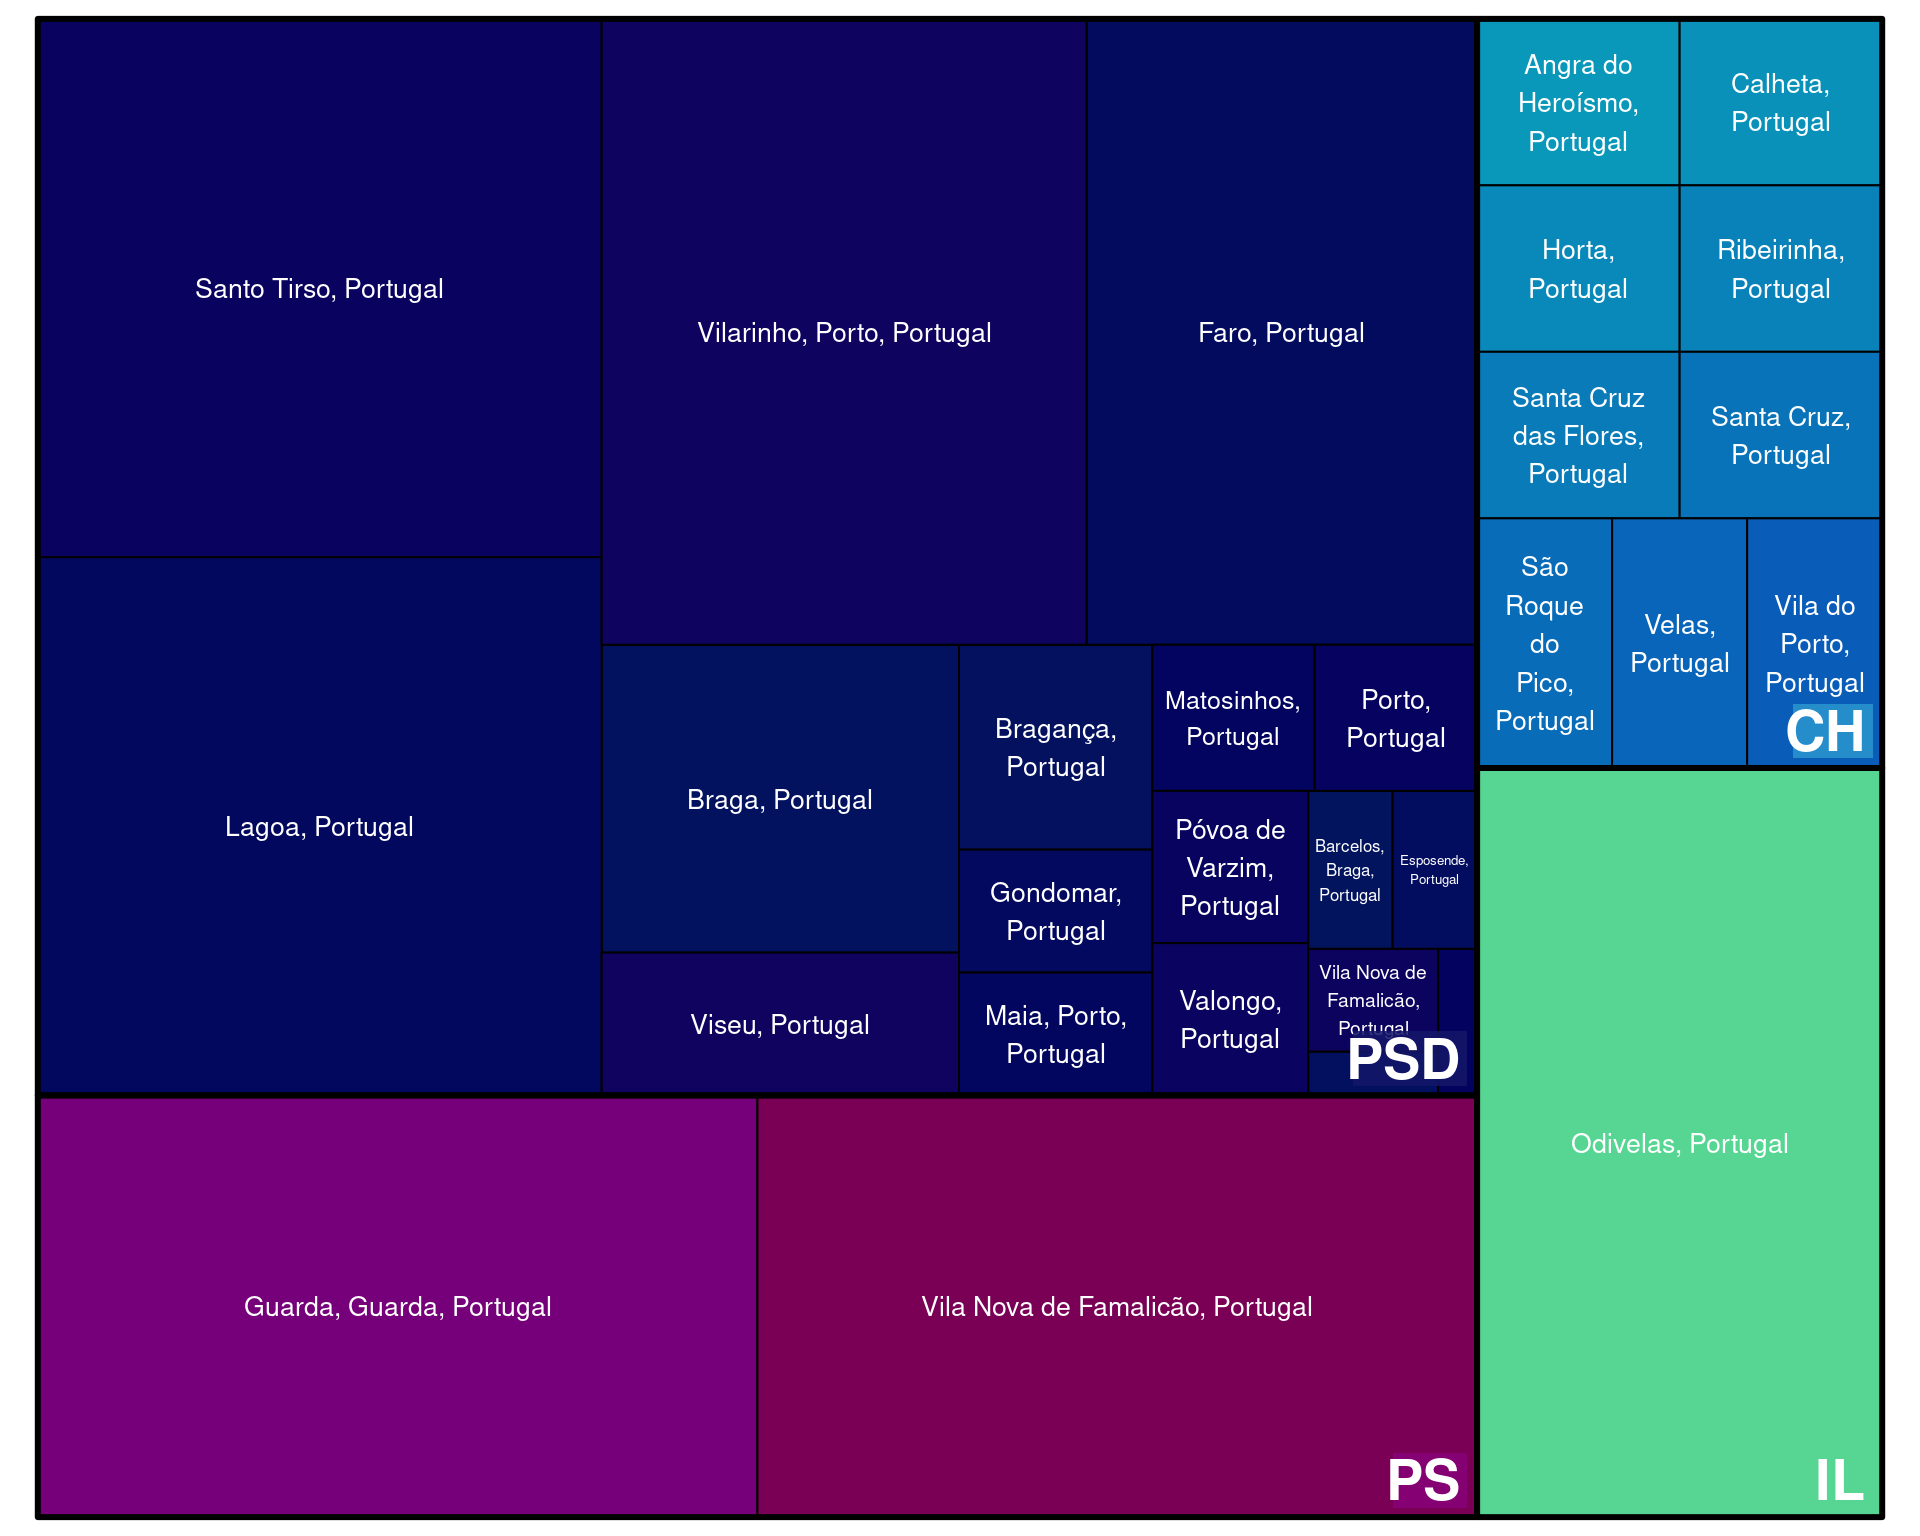 Santo Tirso, Portugal
Lagoa, Portugal
Vilarinho, Porto, Portugal
Faro, Portugal
Braga, Portugal
Viseu, Portugal
Bragança,
Portugal
Gondomar,
Portugal
Maia, Porto,
Portugal
Matosinhos,
Portugal
Porto,
Portugal
Póvoa de
Varzim,
Portugal
Valongo,
Portugal
Barcelos,
Braga,
Portugal
Esposende,
Portugal
Vila Nova de
Famalicão,
Portugal
PSD
Guarda, Guarda, Portugal
Vila Nova de Famalicão, Portugal
PS
Angra do
Heroísmo,
Portugal
Calheta,
Portugal
Horta,
Portugal
Ribeirinha,
Portugal
Santa Cruz
das Flores,
Portugal
Santa Cruz,
Portugal
São
Roque
do
Pico,
Portugal
Velas,
Portugal
Vila do
Porto,
Portugal
CH
Odivelas, Portugal
IL